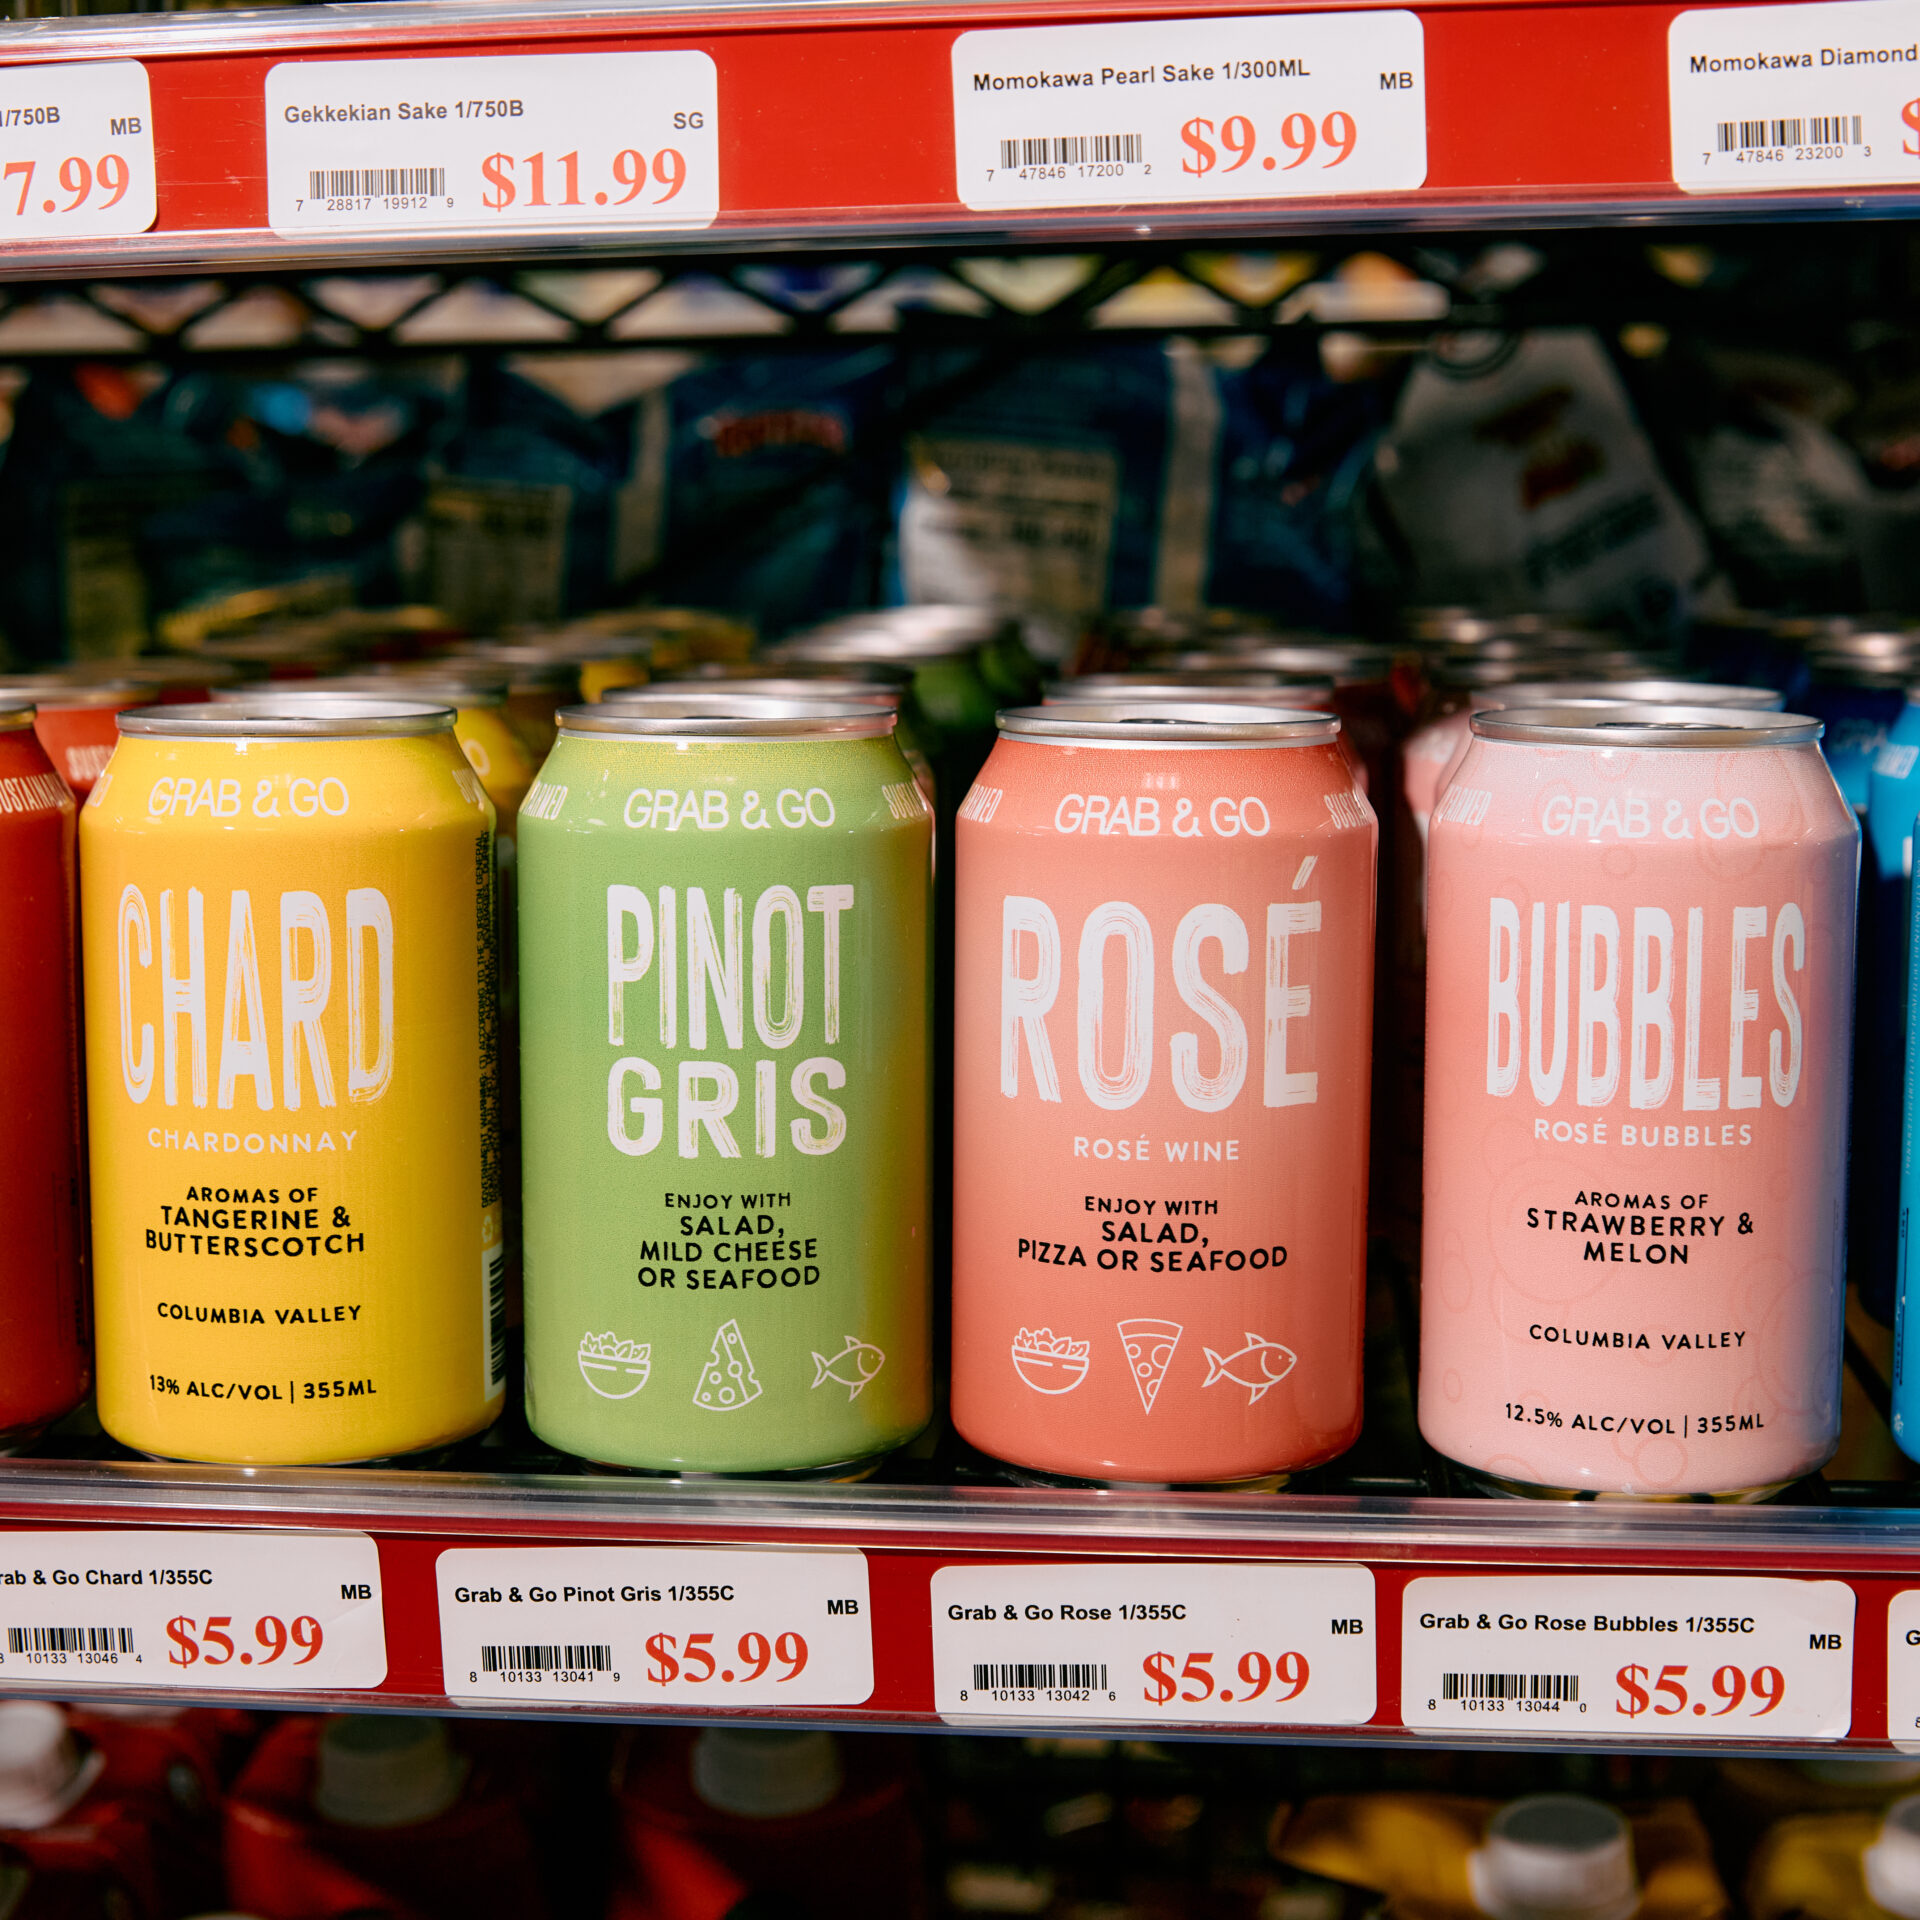 1/750B
MB
7.99
Gekkekian Sake 1/750B
SG
7 28817 19912 9
$11.99
Momokawa Pearl Sake 1/300ML
MB
7 47846 17200 2
$9.99
Momokawa Diamond
7 47846 23200 3
$
GRAB & GO
CHARD
CHARDONNAY
AROMAS OF
TANGERINE &
BUTTERSCOTCH
COLUMBIA VALLEY
13% ALC/VOL | 355ML
GRAB & GO
PINOT
GRIS
ENJOY WITH
SALAD,
MILD CHEESE
OR SEAFOOD
GRAB & GO
ROSÉ
ROSÉ WINE
ENJOY WITH
SALAD,
PIZZA OR SEAFOOD
GRAB & GO
BUBBLES
ROSÉ BUBBLES
AROMAS OF
STRAWBERRY &
MELON
COLUMBIA VALLEY
12.5% ALC/VOL | 355ML
rab & Go Chard 1/355C
MB
8 10133 13046 4
$5.99
Grab & Go Pinot Gris 1/355C
MB
8 10133 13041 9
$5.99
Grab & Go Rose 1/355C
MB
8 10133 13042 6
$5.99
Grab & Go Rose Bubbles 1/355C
MB
8 10133 13044 0
$5.99
G